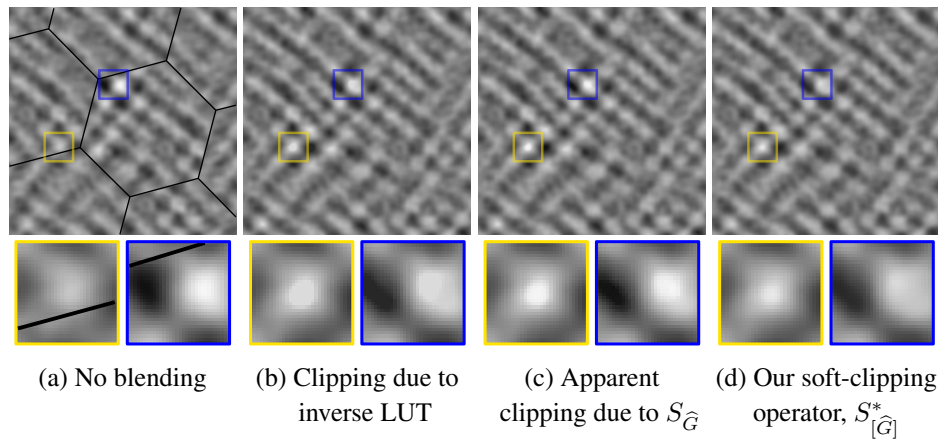 (a) No blending
(b) Clipping due to
inverse LUT
(c) Apparent
clipping due to $S_{\widehat{G}}$
(d) Our soft-clipping
operator, $S^*_{[\widehat{G}]}$